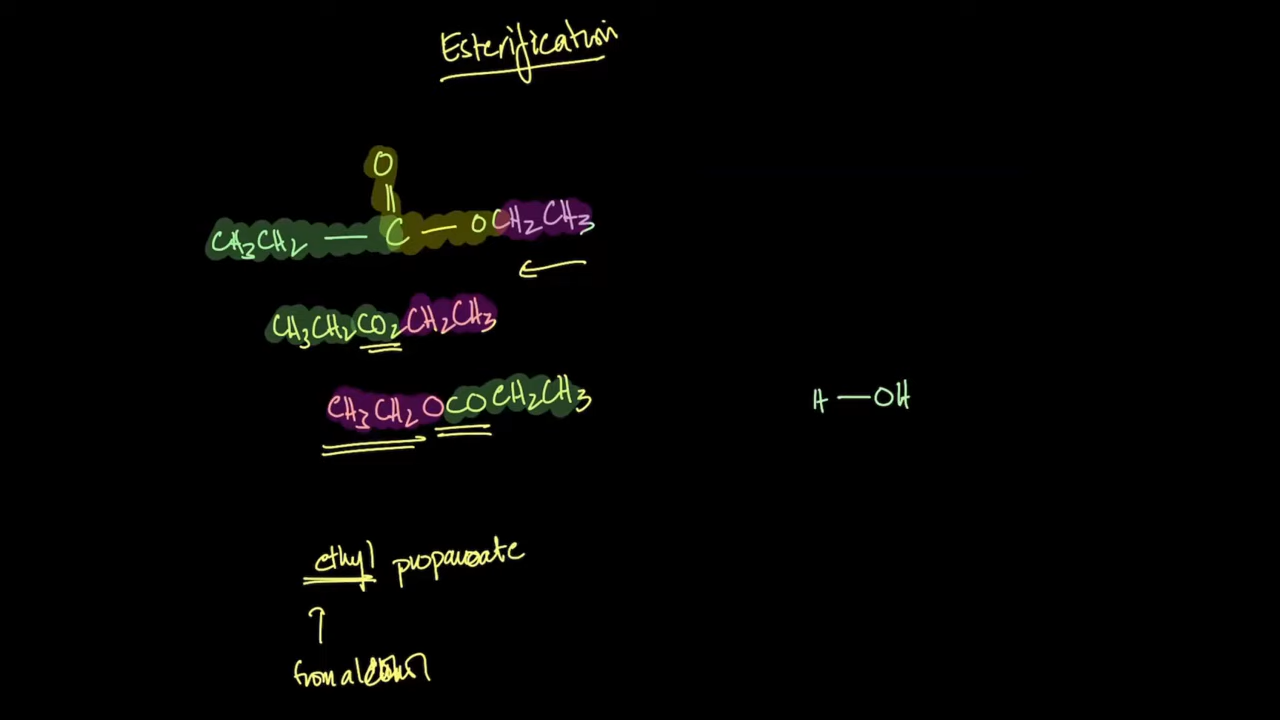 Esterification
O
||
CH₃CH₂ — C — OCH₂CH₃
CH₃CH₂CO₂CH₂CH₃
CH₃CH₂OCOCH₂CH₃
H — OH
ethyl propanoate
↑
from alcohol